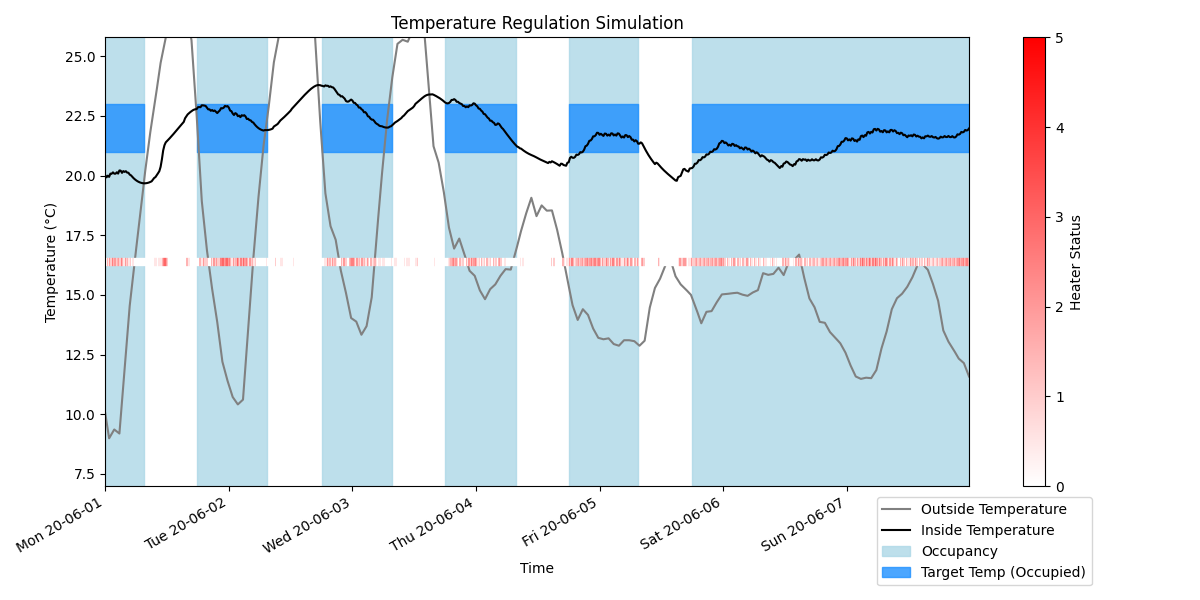 Temperature Regulation Simulation
25.0
22.5
20.0
17.5
15.0
12.5
10.0
7.5
Temperature (°C)
Mon 20-06-01
Tue 20-06-02
Wed 20-06-03
Thu 20-06-04
Fri 20-06-05
Sat 20-06-06
Sun 20-06-07
Time
5
4
3
2
1
0
Heater Status
Outside Temperature
Inside Temperature
Occupancy
Target Temp (Occupied)